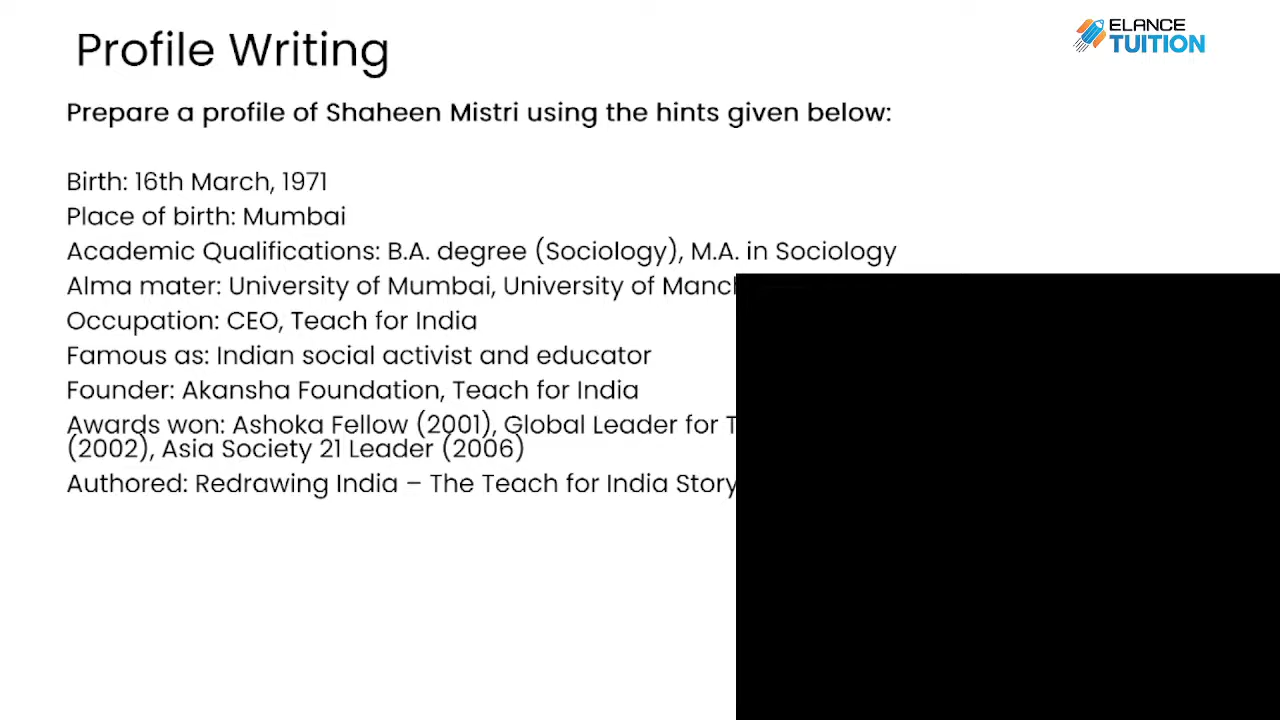 Profile Writing
ELANCE
TUITION
Prepare a profile of Shaheen Mistri using the hints given below:
Birth: 16th March, 1971
Place of birth: Mumbai
Academic Qualifications: B.A. degree (Sociology), M.A. in Sociology
Alma mater: University of Mumbai, University of
Occupation: CEO, Teach for India
Famous as: Indian social activist and educator
Founder: Akansha Foundation, Teach for India
Awards won: Ashoka Fellow (2001), Global Leader for
(2002), Asia Society 21 Leader (2006)
Authored: Redrawing India – The Teach for India Story